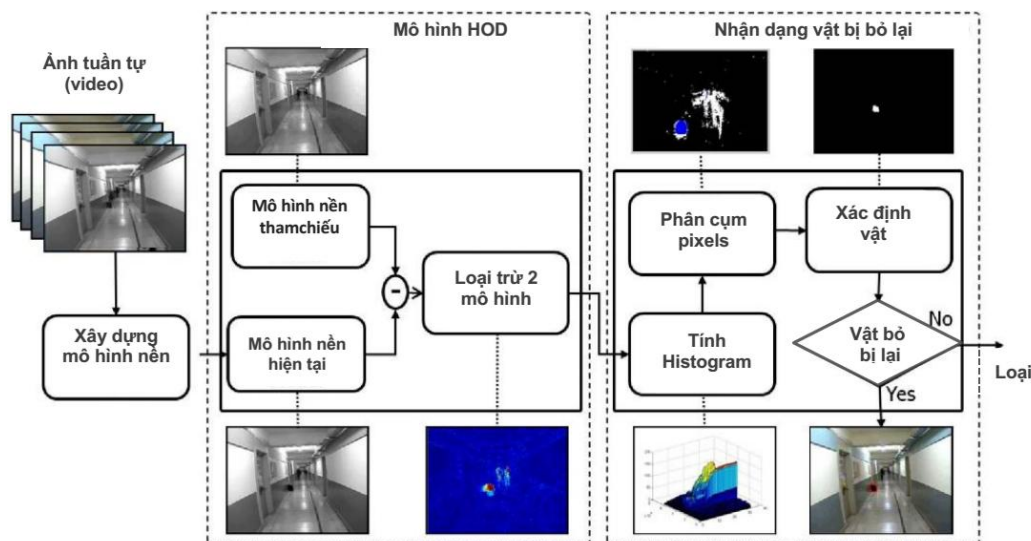 Mô hình HOD
Nhận dạng vật bị bỏ lại
Ảnh tuần tự
(video)
Mô hình nền
thamchiếu
Phân cụm
pixels
Xác định
vật
-
Loại trừ 2
mô hình
Xây dựng
mô hình nền
Mô hình nền
hiện tại
Tính
Histogram
Vật bỏ
bị lại
No
Loại
Yes